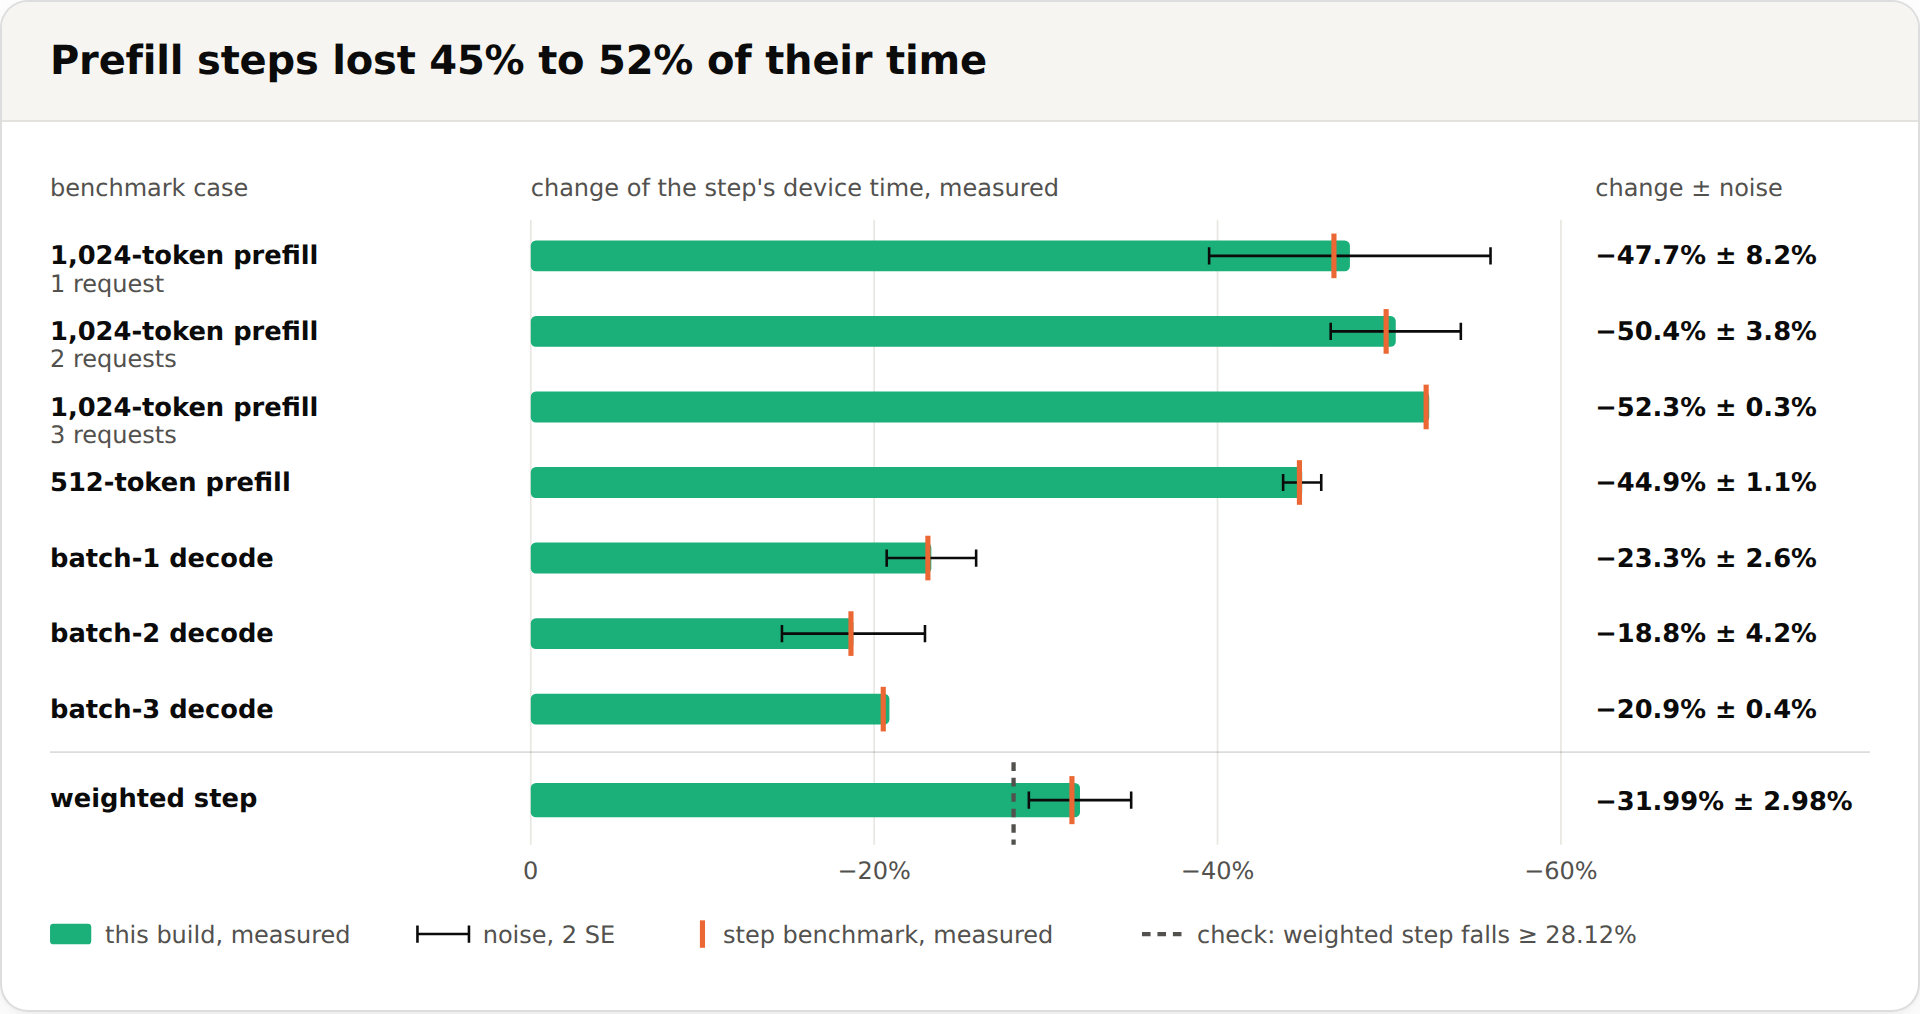 Prefill steps lost 45% to 52% of their time
benchmark case
change of the step's device time, measured
change ± noise
1,024-token prefill
1 request
−47.7% ± 8.2%
1,024-token prefill
2 requests
−50.4% ± 3.8%
1,024-token prefill
3 requests
−52.3% ± 0.3%
512-token prefill
−44.9% ± 1.1%
batch-1 decode
−23.3% ± 2.6%
batch-2 decode
−18.8% ± 4.2%
batch-3 decode
−20.9% ± 0.4%
weighted step
−31.99% ± 2.98%
0
−20%
−40%
−60%
this build, measured
noise, 2 SE
step benchmark, measured
check: weighted step falls ≥ 28.12%